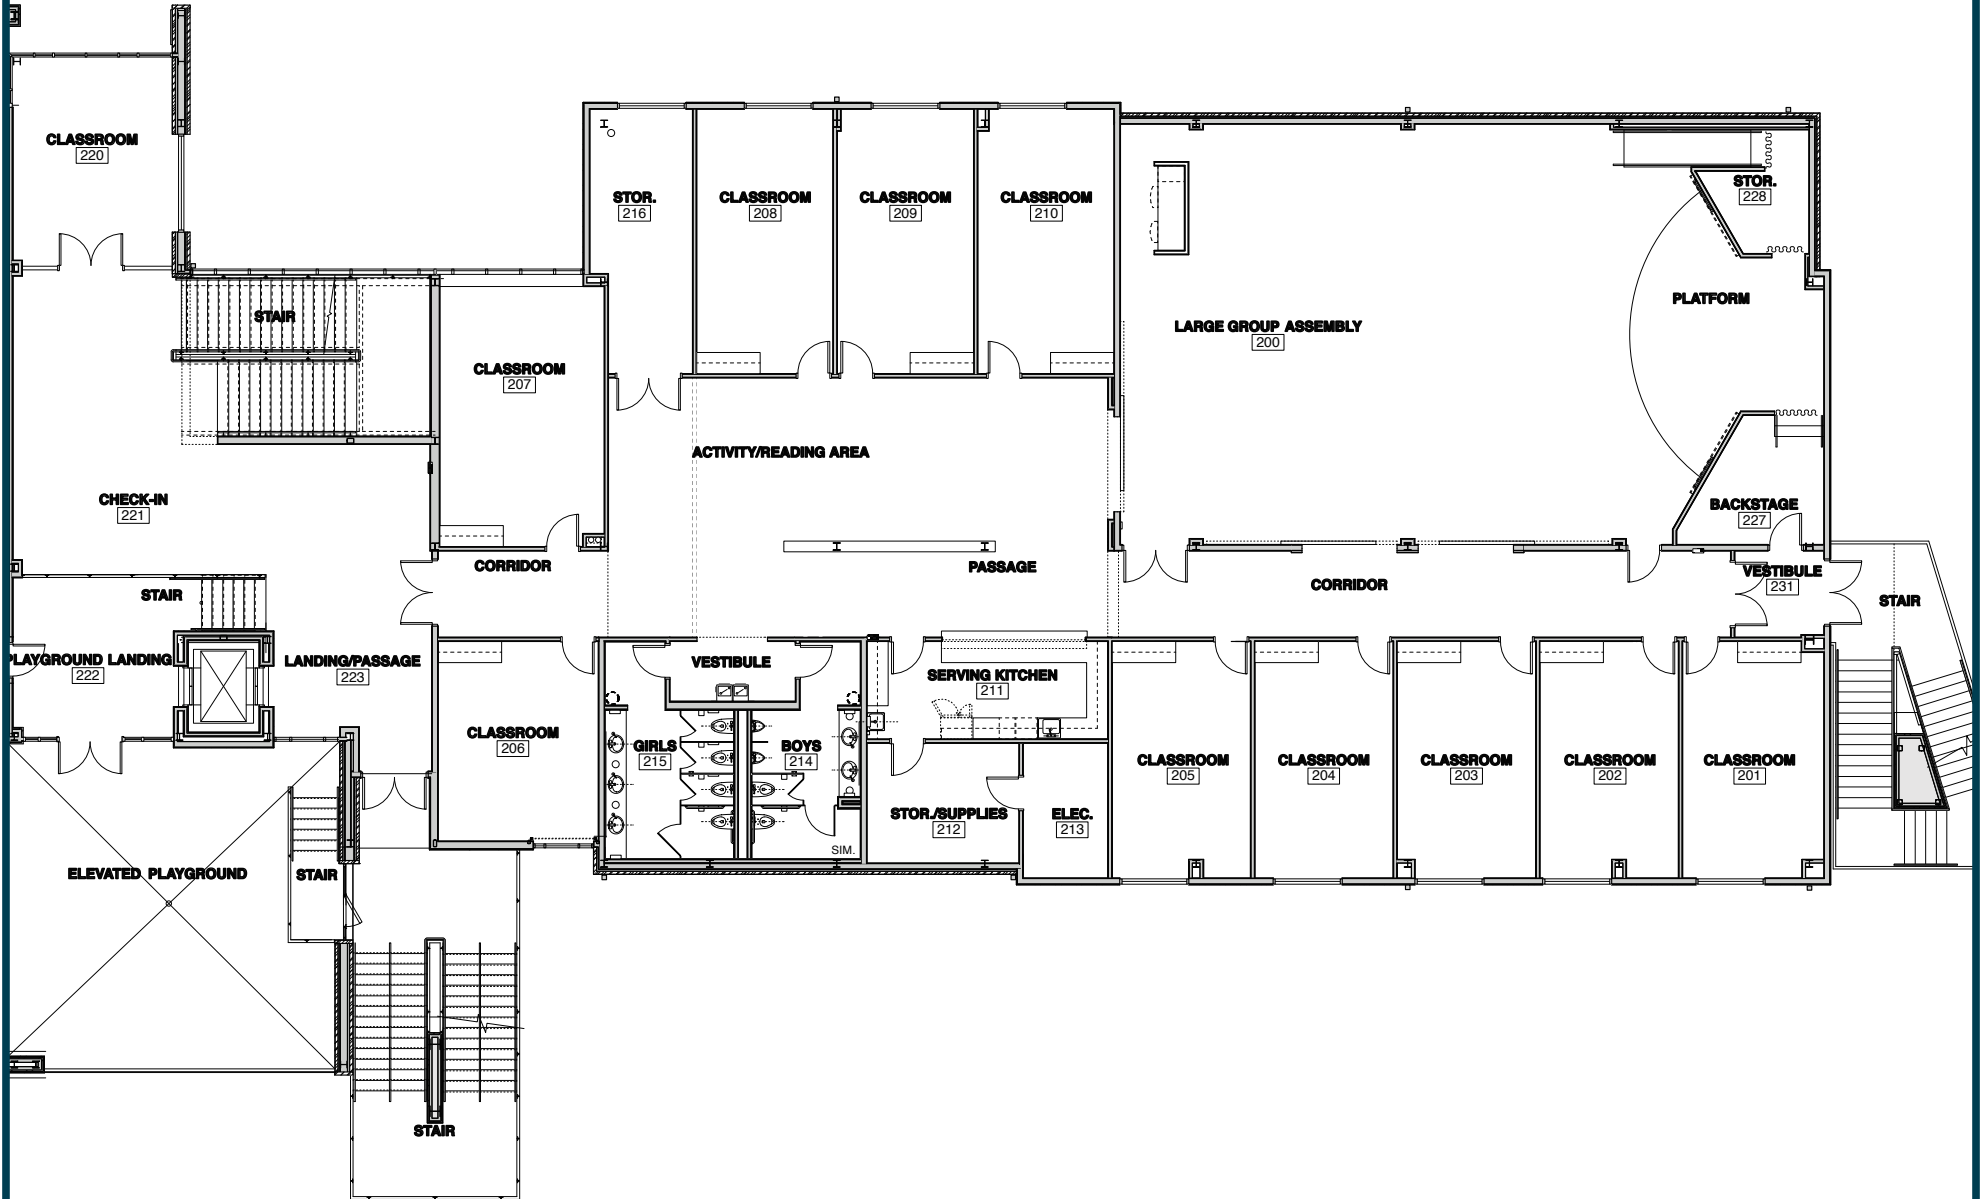 CLASSROOM
220
STOR.
216
CLASSROOM
208
CLASSROOM
209
CLASSROOM
210
STOR.
228
PLATFORM
STAIR
LARGE GROUP ASSEMBLY
200
CLASSROOM
207
ACTIVITY/READING AREA
CHECK-IN
221
BACKSTAGE
227
CORRIDOR
PASSAGE
CORRIDOR
VESTIBULE
231
STAIR
STAIR
PLAYGROUND LANDING
222
LANDING/PASSAGE
223
VESTIBULE
SERVING KITCHEN
211
CLASSROOM
206
GIRLS
215
BOYS
214
CLASSROOM
205
CLASSROOM
204
CLASSROOM
203
CLASSROOM
202
CLASSROOM
201
STOR./SUPPLIES
212
ELEC.
213
SIM.
ELEVATED PLAYGROUND
STAIR
STAIR